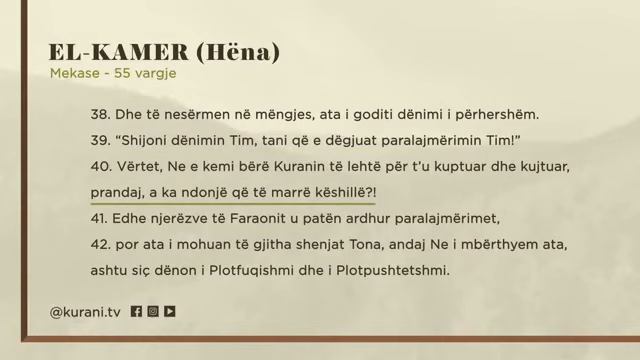 EL-KAMER (Hëna)
Mekase - 55 vargje
38. Dhe të nesërmen në mëngjes, ata i goditi dënimi i përhershëm.
39. “Shijoni dënimin Tim, tani që e dëgjuat paralajmërimin Tim!”
40. Vërtet, Ne e kemi bërë Kuranin të lehtë për t’u kuptuar dhe kujtuar,
prandaj, a ka ndonjë që të marrë këshillë?!
41. Edhe njerëzve të Faraonit u patën ardhur paralajmërimet,
42. por ata i mohuan të gjitha shenjat Tona, andaj Ne i mbërthyem ata,
ashtu siç dënon i Plotfuqishmi dhe i Plotpushtetshmi.
@kurani.tv